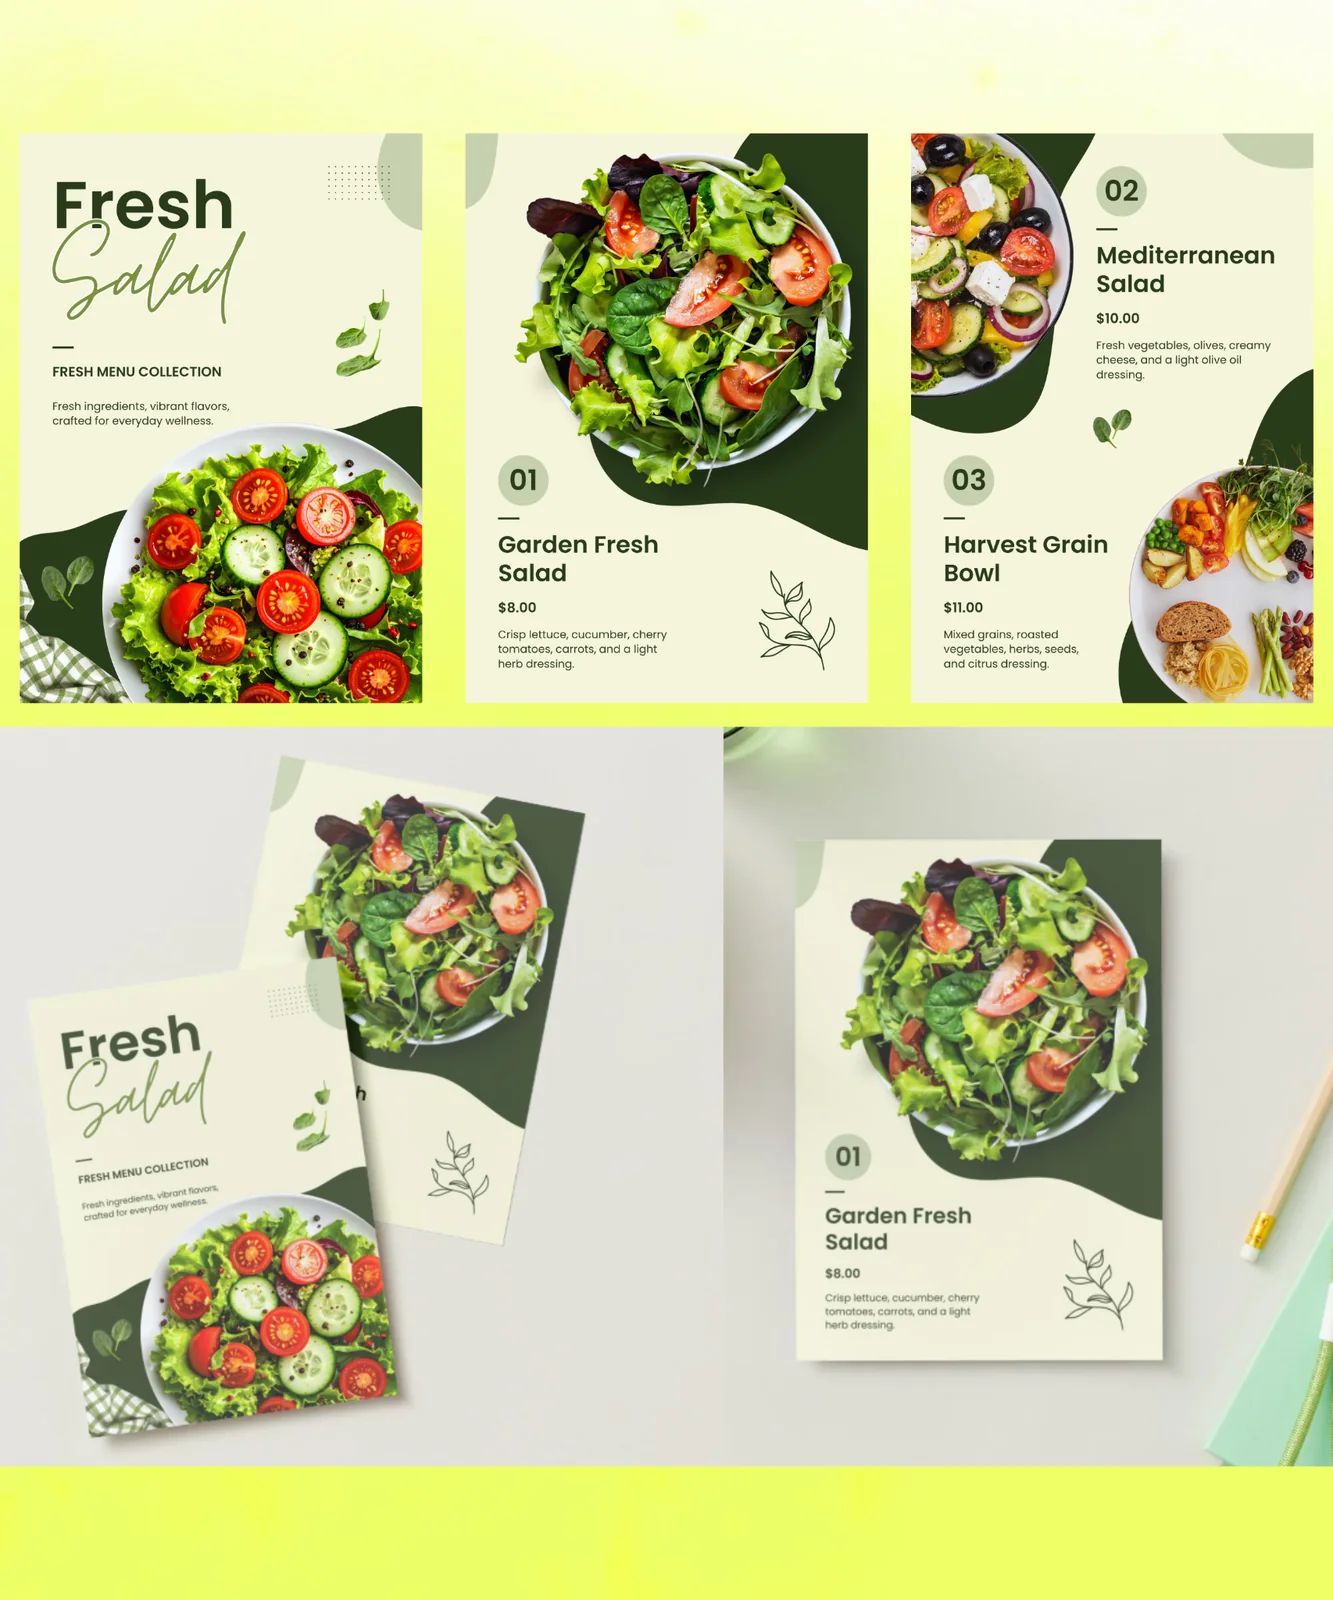 Fresh
Salad
FRESH MENU COLLECTION
Fresh ingredients, vibrant flavors,
crafted for everyday wellness.
01
Garden Fresh
Salad
$8.00
Crisp lettuce, cucumber, cherry
tomatoes, carrots, and a light
herb dressing.
02
Mediterranean
Salad
$10.00
Fresh vegetables, olives, creamy
cheese, and a light olive oil
dressing.
03
Harvest Grain
Bowl
$11.00
Mixed grains, roasted
vegetables, herbs, seeds,
and citrus dressing.
Fresh
Salad
FRESH MENU COLLECTION
Fresh ingredients, vibrant flavors,
crafted for everyday wellness.
h
01
Garden Fresh
Salad
$8.00
Crisp lettuce, cucumber, cherry
tomatoes, carrots, and a light
herb dressing.